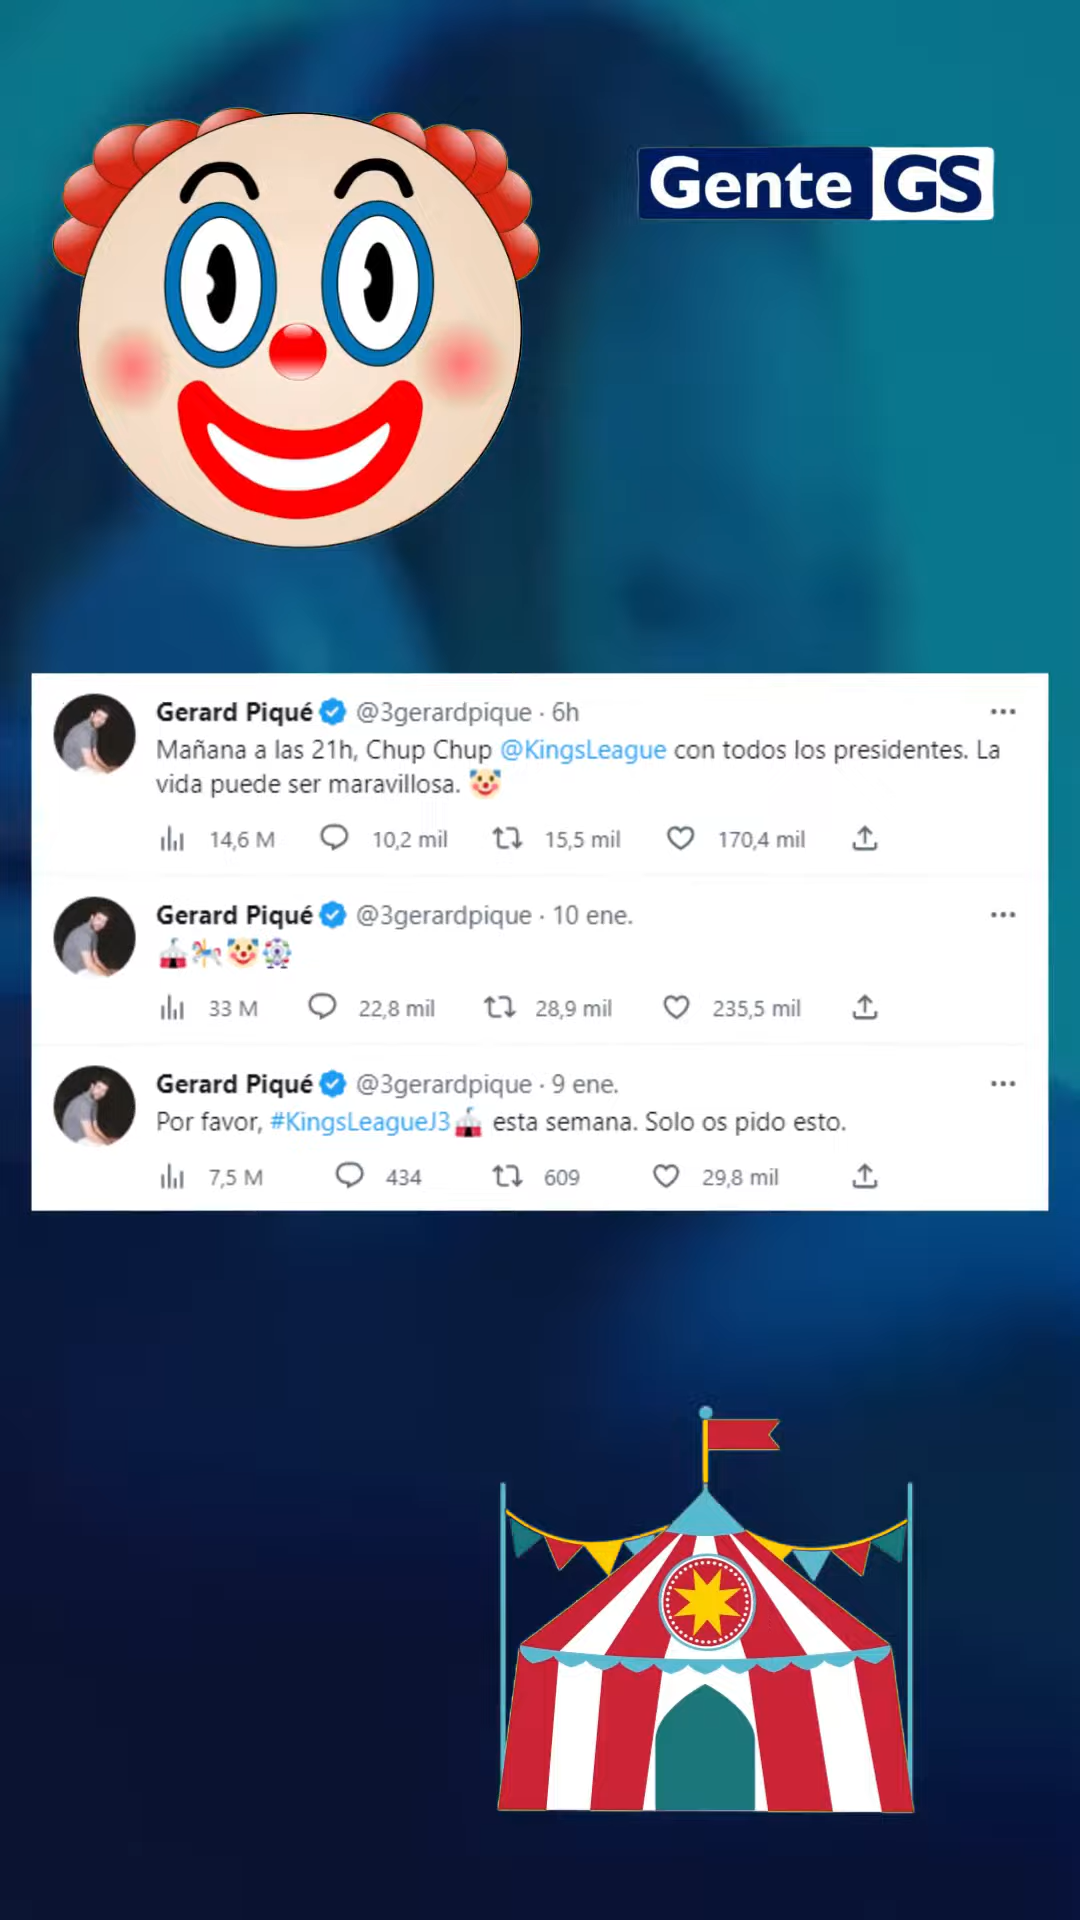 Gente GS
Gerard Piqué @3gerardpique · 6h
Mañana a las 21h, Chup Chup @KingsLeague con todos los presidentes. La
vida puede ser maravillosa. 🤡
14,6 M 10,2 mil 15,5 mil 170,4 mil
Gerard Piqué @3gerardpique · 10 ene.
🎪🎠🤡🎡
33 M 22,8 mil 28,9 mil 235,5 mil
Gerard Piqué @3gerardpique · 9 ene.
Por favor, #KingsLeagueJ3🎪 esta semana. Solo os pido esto.
7,5 M 434 609 29,8 mil